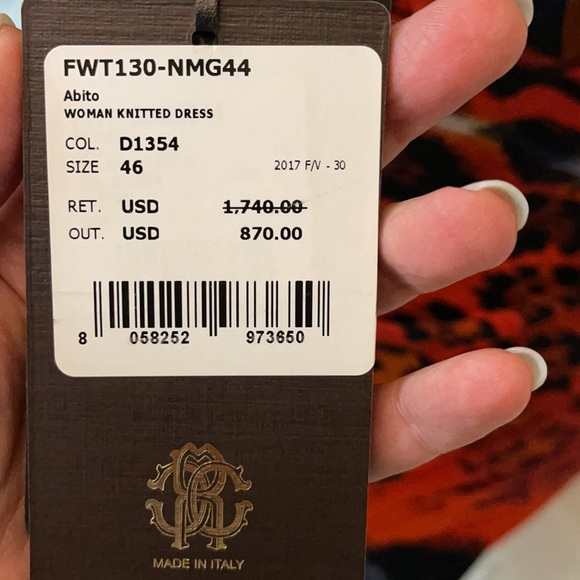 FWT130-NMG44
Abito
WOMAN KNITTED DRESS
COL. D1354
SIZE 46 2017 F/V - 30
RET. USD 1,740.00
OUT. USD 870.00
8 058252 973650
MADE IN ITALY